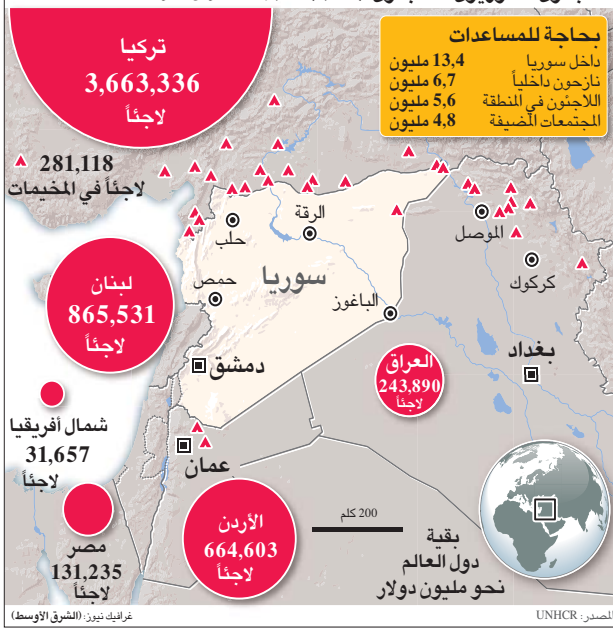 بحاجة للمساعدات
داخل سوريا 13,4 مليون
نازحون داخلياً 6,7 مليون
اللاجئون في المنطقة 5,6 مليون
المجتمعات المضيفة 4,8 مليون
تركيا
3,663,336
لاجئاً
281,118
لاجئاً في المخيمات
حلب
الرقة
الموصل
كركوك
سوريا
حمص
الباغوز
لبنان
865,531
لاجئاً
دمشق
العراق
243,890
لاجئاً
بغداد
شمال أفريقيا
31,657
لاجئاً
عمان
الأردن
664,603
لاجئاً
مصر
131,235
لاجئاً
200 كلم
بقية
دول العالم
نحو مليون دولار
المصدر: UNHCR
غرافيك نيوز: (الشرق الأوسط)